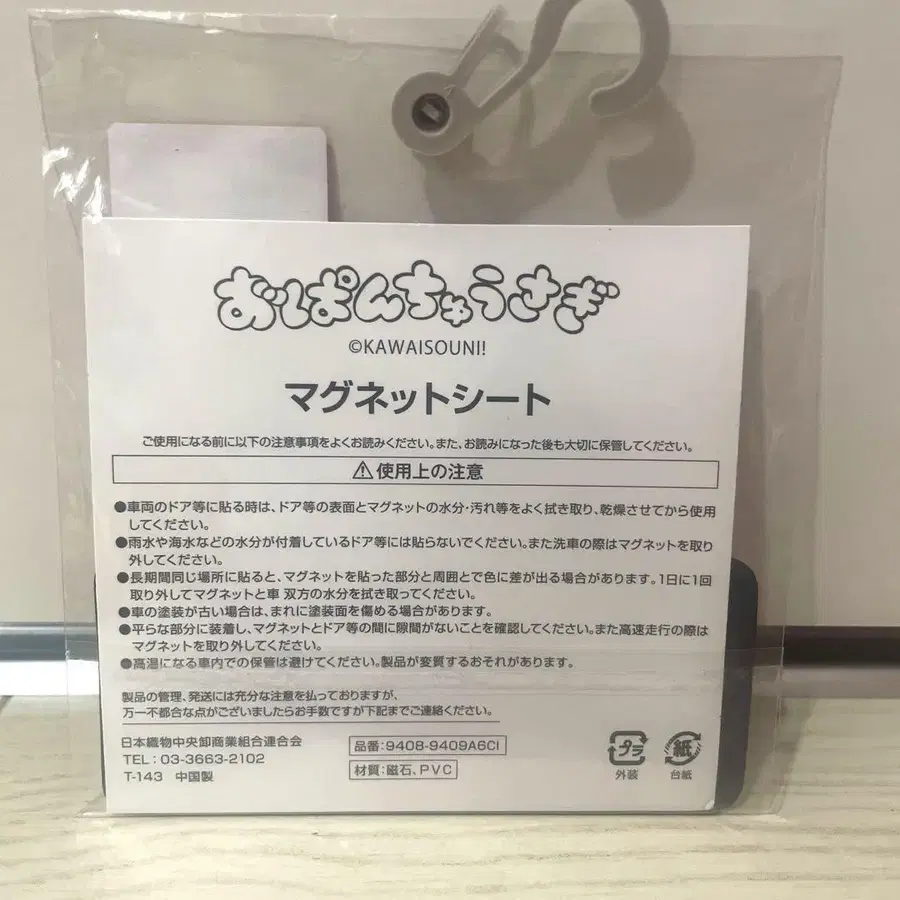 おぱんちゅうさぎ
©KAWAISOUNI!
マグネットシート
ご使用になる前に以下の注意事項をよくお読みください。また、お読みになった後も大切に保管してください。
⚠使用上の注意
●車両のドア等に貼る時は、ドア等の表面とマグネットの水分・汚れ等をよく拭き取り、乾燥させてから使用
してください。
●雨水や海水などの水分が付着しているドア等には貼らないでください。また洗車の際はマグネットを取り
外してください。
●長期間同じ場所に貼ると、マグネットを貼った部分と周囲とで色に差が出る場合があります。1日に1回
取り外してマグネットと車 双方の水分を拭き取ってください。
●車の塗装が古い場合は、まれに塗装面を傷める場合があります。
●平らな部分に装着し、マグネットとドア等の間に隙間がないことを確認してください。また高速走行の際は
マグネットを取り外してください。
●高温になる車内での保管は避けてください。製品が変質するおそれがあります。
製品の管理、発送には充分な注意を払っておりますが、
万一不都合な点がございましたらお手数ですが下記までご連絡ください。
日本織物中央卸商業組合連合会
TEL：03-3663-2102
T-143 中国製
品番：9408-9409A6CI
材質：磁石、PVC
プラ
外装
紙
台紙